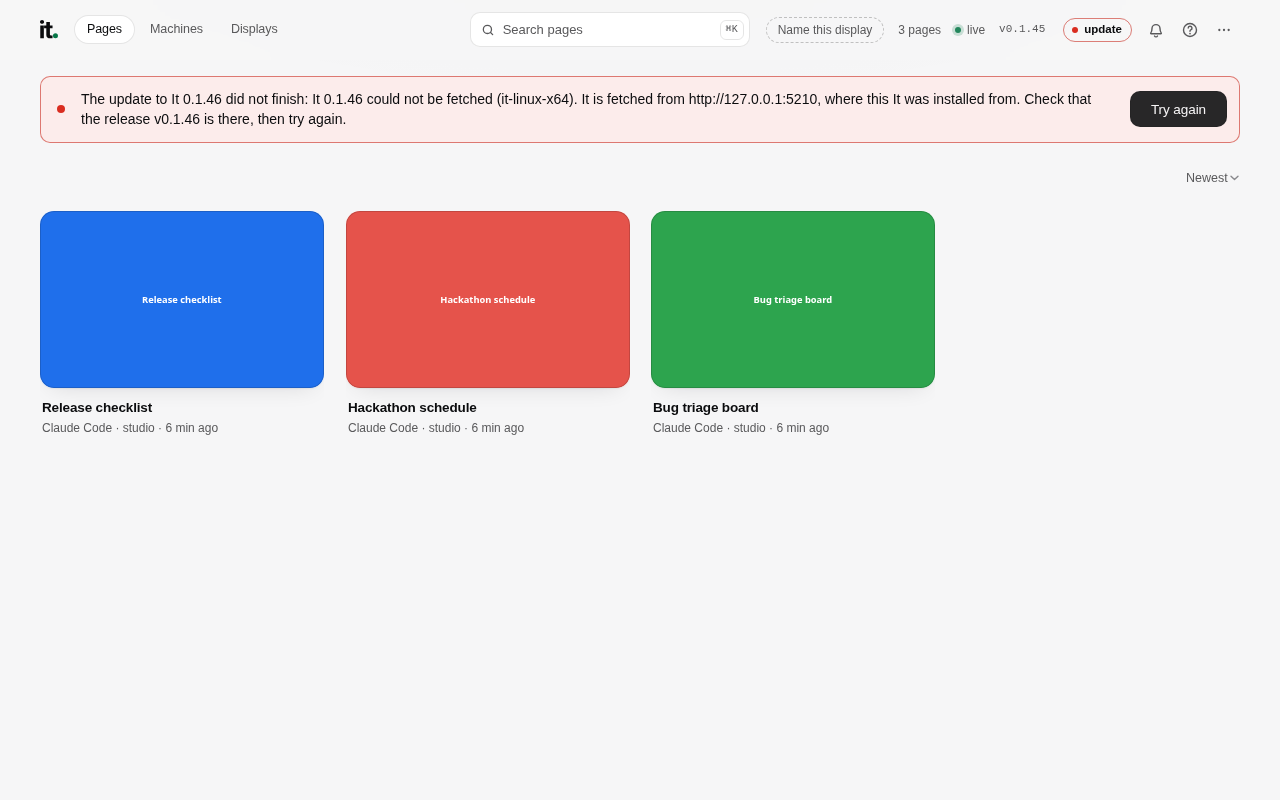 it.
Pages
Machines
Displays
Search pages
⌘K
Name this display
3 pages
live
v0.1.45
update
The update to It 0.1.46 did not finish: It 0.1.46 could not be fetched (it-linux-x64). It is fetched from http://127.0.0.1:5210, where this It was installed from. Check that
the release v0.1.46 is there, then try again.
Try again
Newest
Release checklist
Hackathon schedule
Bug triage board
Release checklist
Claude Code · studio · 6 min ago
Hackathon schedule
Claude Code · studio · 6 min ago
Bug triage board
Claude Code · studio · 6 min ago